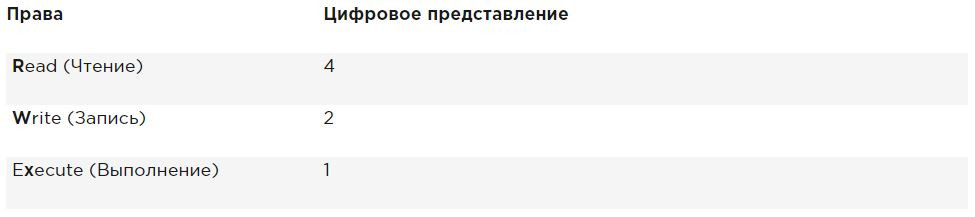 Права Цифровое представление
Read (Чтение) 4
Write (Запись) 2
Execute (Выполнение) 1